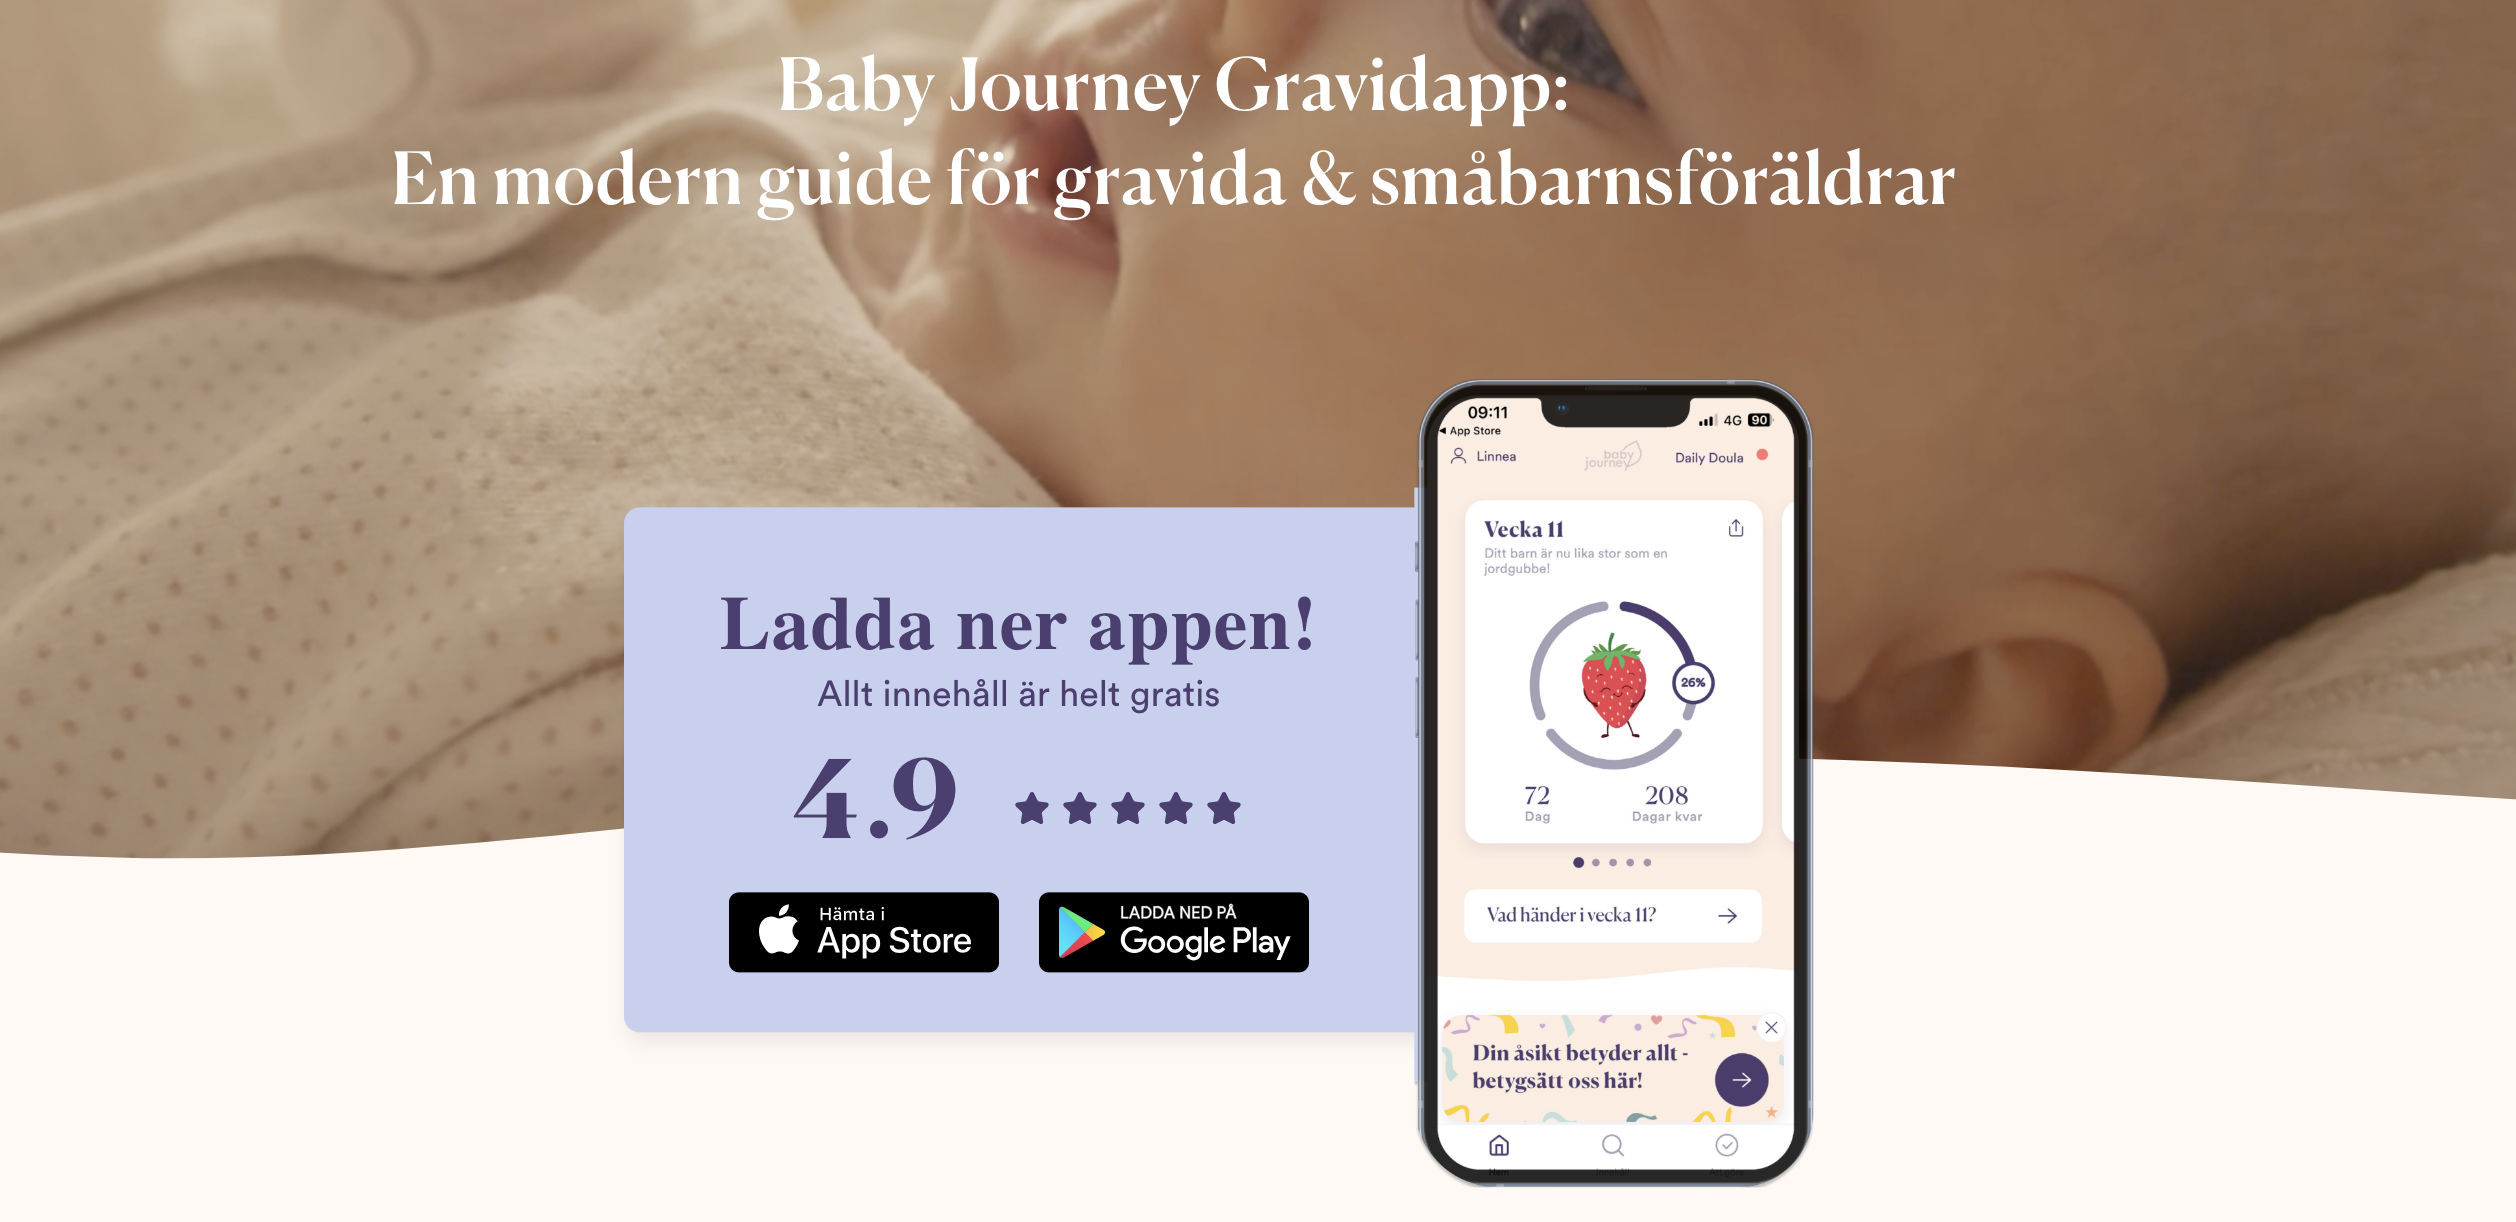 Baby Journey Gravidapp:
En modern guide för gravida & småbarnsföräldrar
Ladda ner appen!
Allt innehåll är helt gratis
4.9
Hämta i
App Store
LADDA NED PÅ
Google Play
09:11
4G 90
App Store
Linnea
baby
journey
Daily Doula
Vecka 11
Ditt barn är nu lika stor som en
jordgubbe!
26%
72
Dag
208
Dagar kvar
Vad händer i vecka 11?
Din åsikt betyder allt -
betygsätt oss här!